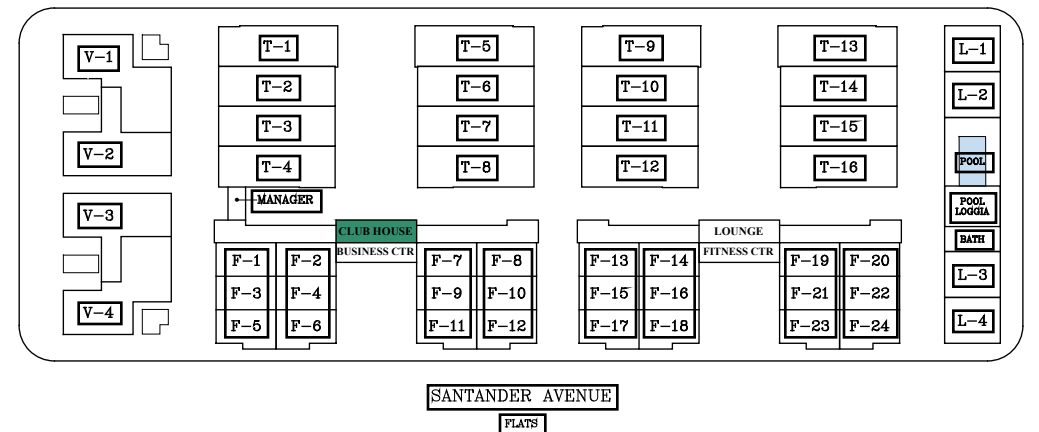 V-1
T-1
T-5
T-9
T-13
L-1
T-2
T-6
T-10
T-14
L-2
T-3
T-7
T-11
T-15
V-2
T-4
T-8
T-12
T-16
POOL
MANAGER
V-3
POOL
LOGGIA
CLUB HOUSE
LOUNGE
BATH
BUSINESS CTR
FITNESS CTR
F-1
F-2
F-7
F-8
F-13
F-14
F-19
F-20
L-3
F-3
F-4
F-9
F-10
F-15
F-16
F-21
F-22
V-4
F-5
F-6
F-11
F-12
F-17
F-18
F-23
F-24
L-4
SANTANDER AVENUE
FLATS